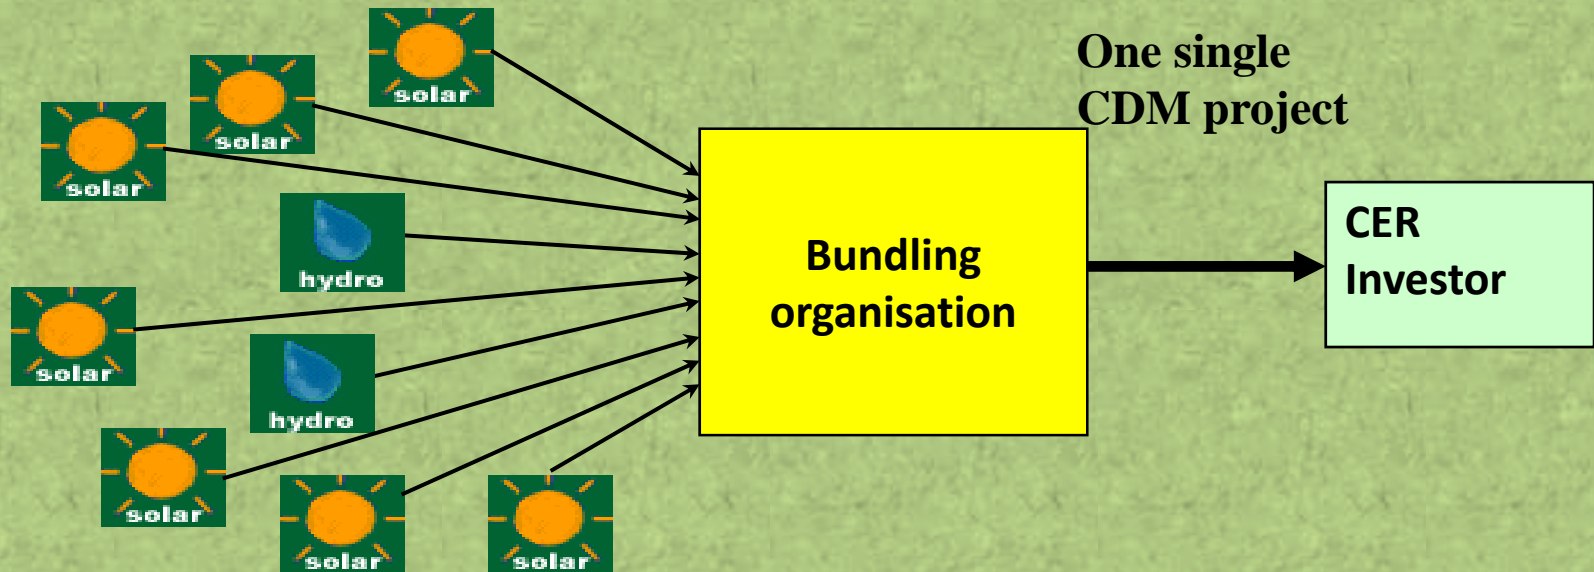 solar
solar
solar
hydro
solar
hydro
solar
solar
solar
Bundling
organisation
One single
CDM project
CER
Investor